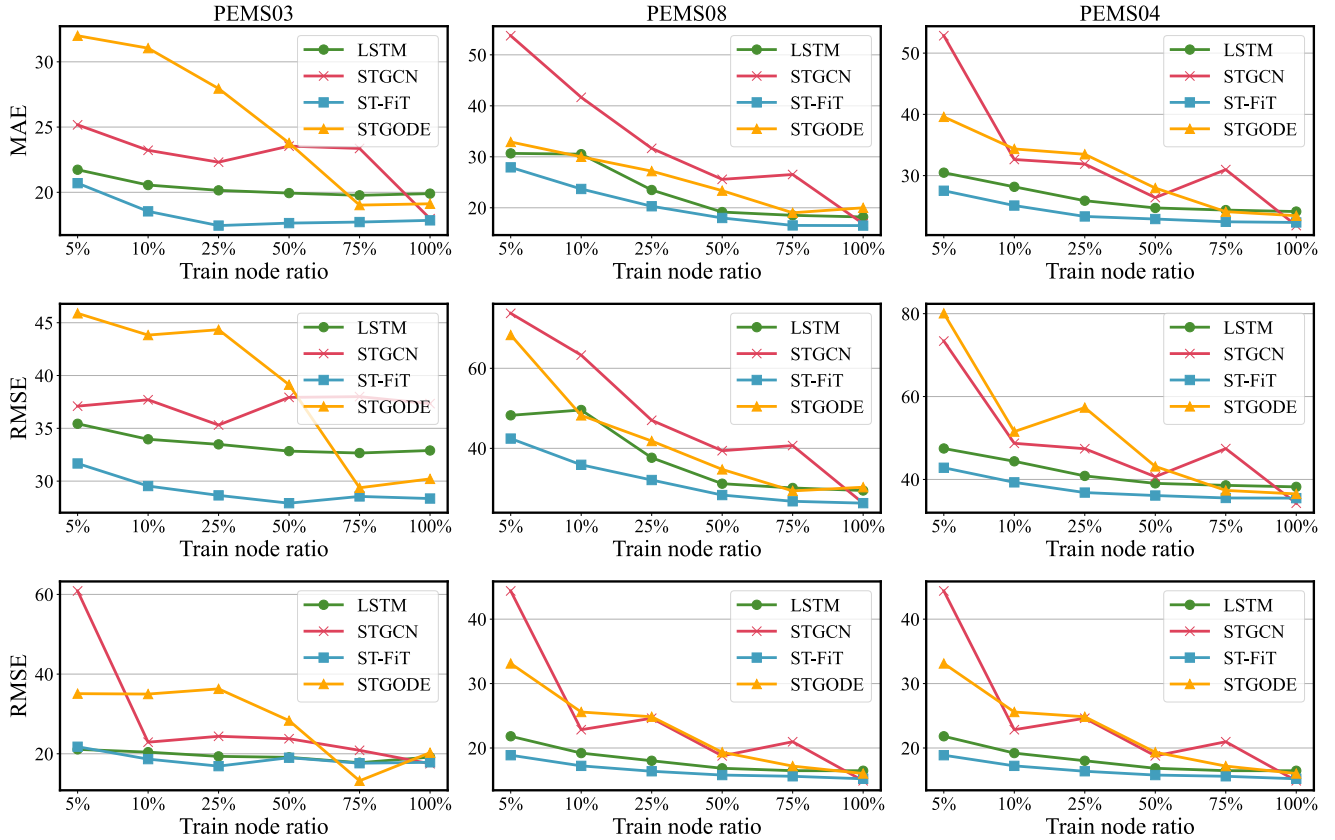 PEMS03
PEMS08
PEMS04
MAE
30
25
20
LSTM
STGCN
ST-FiT
STGODE
5% 10% 25% 50% 75% 100%
Train node ratio
50
40
30
20
LSTM
STGCN
ST-FiT
STGODE
5% 10% 25% 50% 75% 100%
Train node ratio
50
40
30
LSTM
STGCN
ST-FiT
STGODE
5% 10% 25% 50% 75% 100%
Train node ratio
RMSE
45
40
35
30
LSTM
STGCN
ST-FiT
STGODE
5% 10% 25% 50% 75% 100%
Train node ratio
60
40
LSTM
STGCN
ST-FiT
STGODE
5% 10% 25% 50% 75% 100%
Train node ratio
80
60
40
LSTM
STGCN
ST-FiT
STGODE
5% 10% 25% 50% 75% 100%
Train node ratio
RMSE
60
40
20
LSTM
STGCN
ST-FiT
STGODE
5% 10% 25% 50% 75% 100%
Train node ratio
40
30
20
LSTM
STGCN
ST-FiT
STGODE
5% 10% 25% 50% 75% 100%
Train node ratio
40
30
20
LSTM
STGCN
ST-FiT
STGODE
5% 10% 25% 50% 75% 100%
Train node ratio